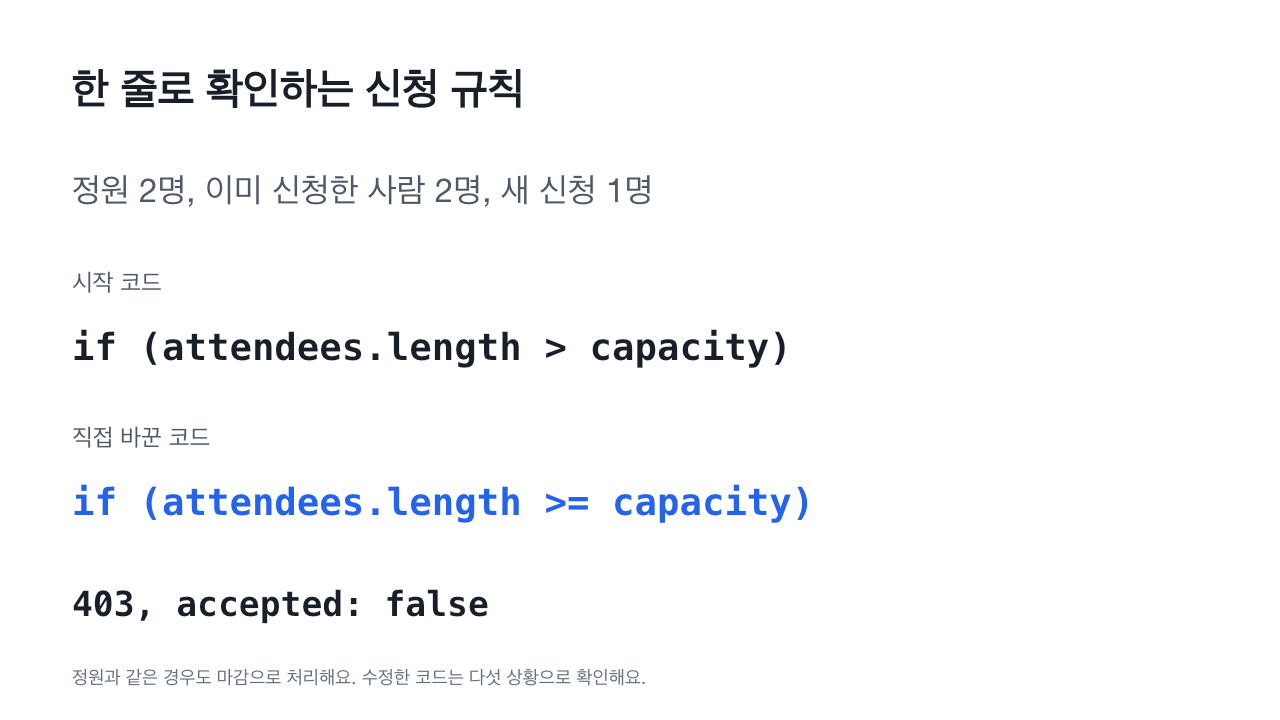 한 줄로 확인하는 신청 규칙
정원 2명, 이미 신청한 사람 2명, 새 신청 1명
시작 코드
if (attendees.length > capacity)
직접 바꾼 코드
if (attendees.length >= capacity)
403, accepted: false
정원과 같은 경우도 마감으로 처리해요. 수정한 코드는 다섯 상황으로 확인해요.